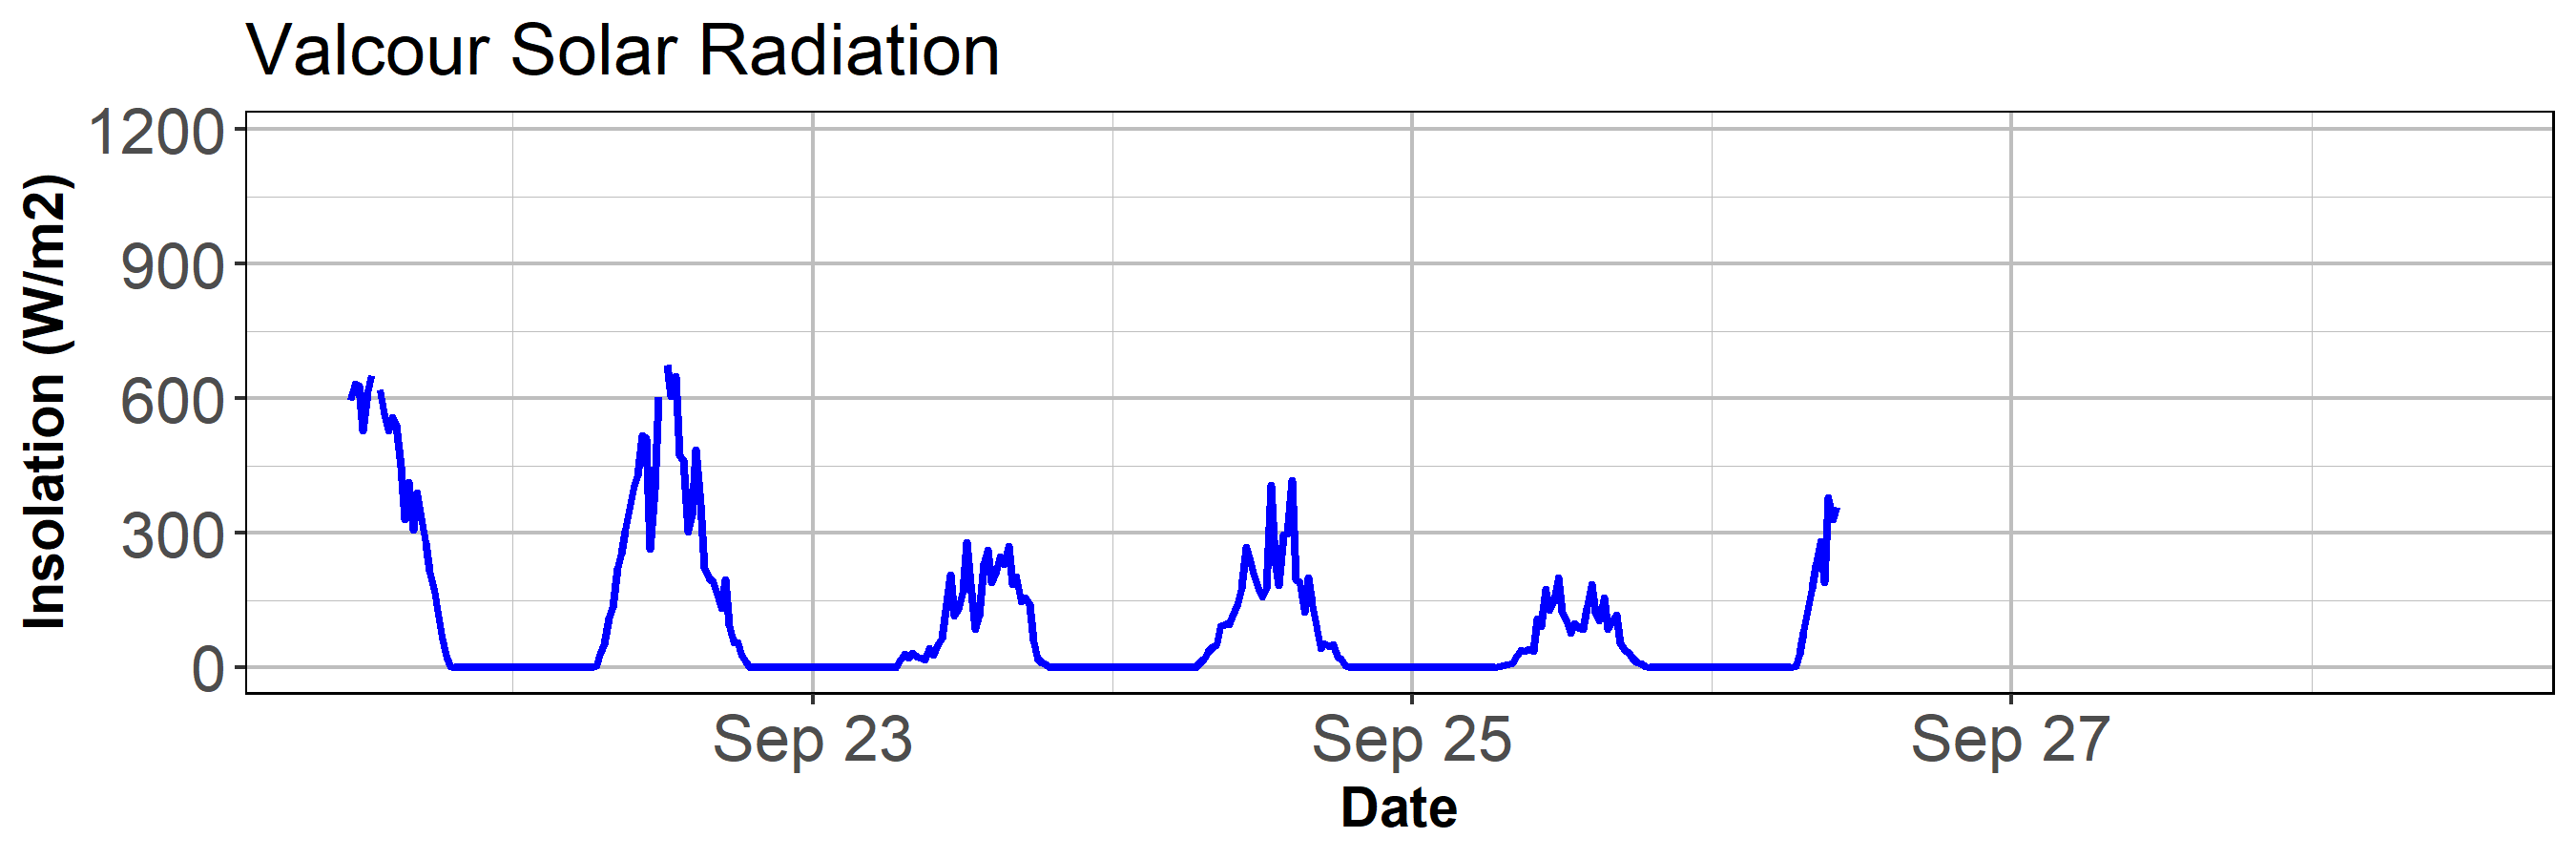 Valcour Solar Radiation
1200
900
600
300
0
Insolation (W/m2)
Sep 23 Sep 25 Sep 27
Date